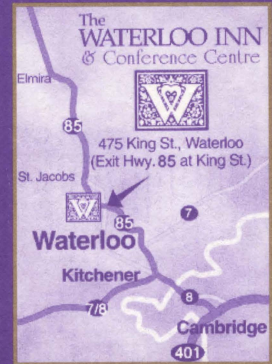 The
WATERLOO INN
& Conference Centre
W
475 King St., Waterloo
(Exit Hwy. 85 at King St.)
Elmira
85
St. Jacobs
W
85
7
Waterloo
Kitchener
7/8
8
Cambridge
401